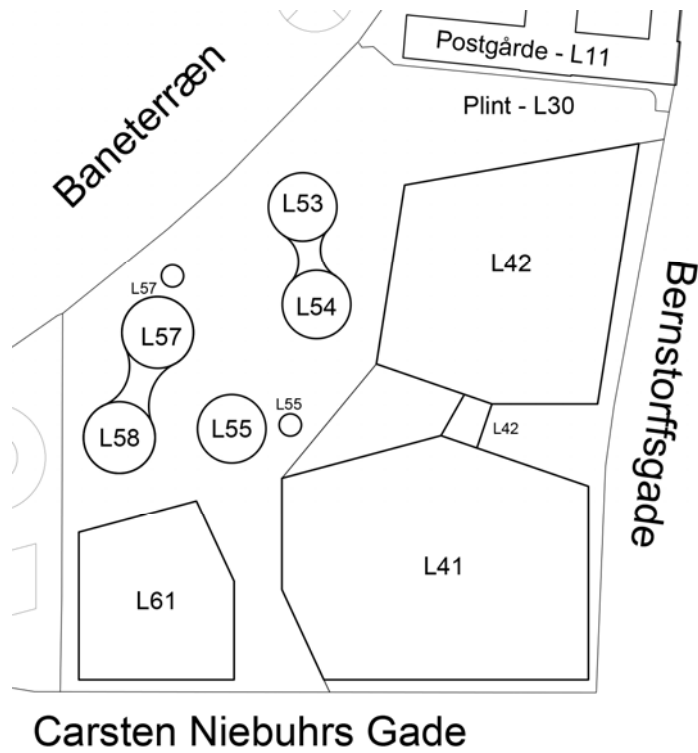 Postgårde - L11
Baneterræn
Plint - L30
L53
L42
L57
L54
L57
Bernstorffsgade
L55
L55
L42
L58
L41
L61
Carsten Niebuhrs Gade